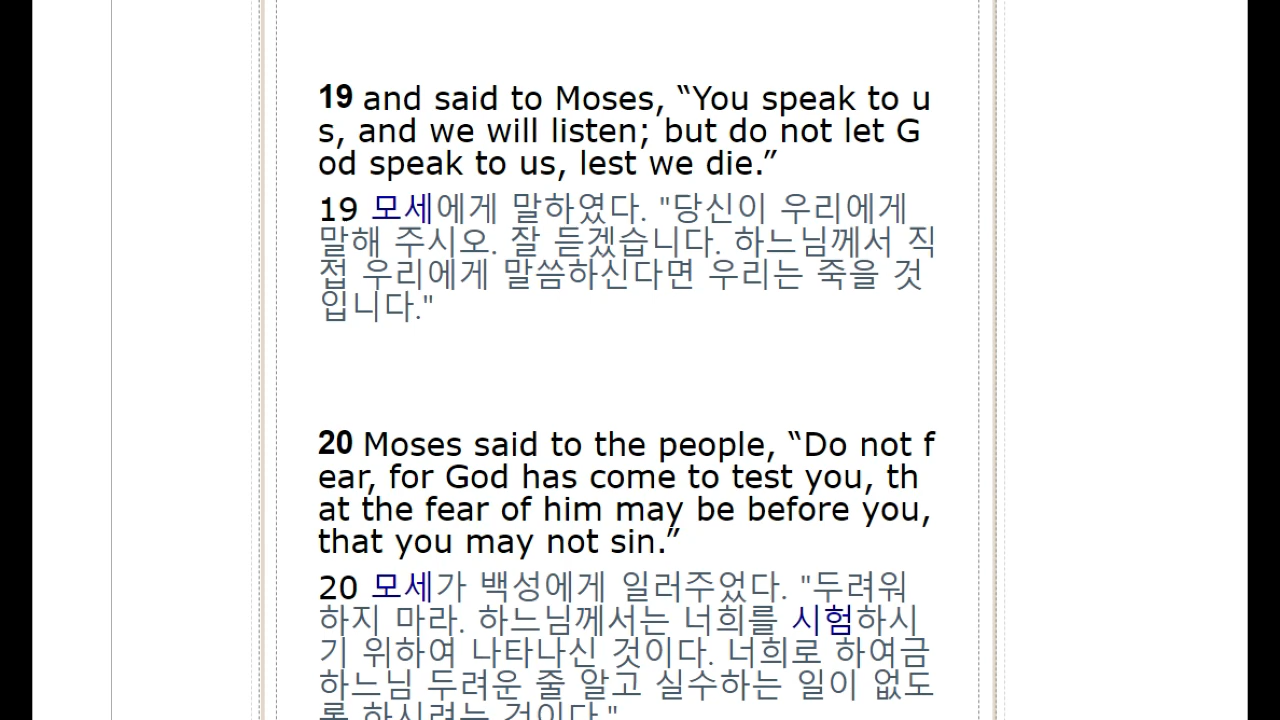 19 and said to Moses, “You speak to u
s, and we will listen; but do not let G
od speak to us, lest we die.”
19 모세에게 말하였다. "당신이 우리에게
말해 주시오. 잘 듣겠습니다. 하느님께서 직
접 우리에게 말씀하신다면 우리는 죽을 것
입니다."
20 Moses said to the people, “Do not f
ear, for God has come to test you, th
at the fear of him may be before you,
that you may not sin.”
20 모세가 백성에게 일러주었다. "두려워
하지 마라. 하느님께서는 너희를 시험하시
기 위하여 나타나신 것이다. 너희로 하여금
하느님 두려운 줄 알고 실수하는 일이 없도
록 하시려는 것이다."